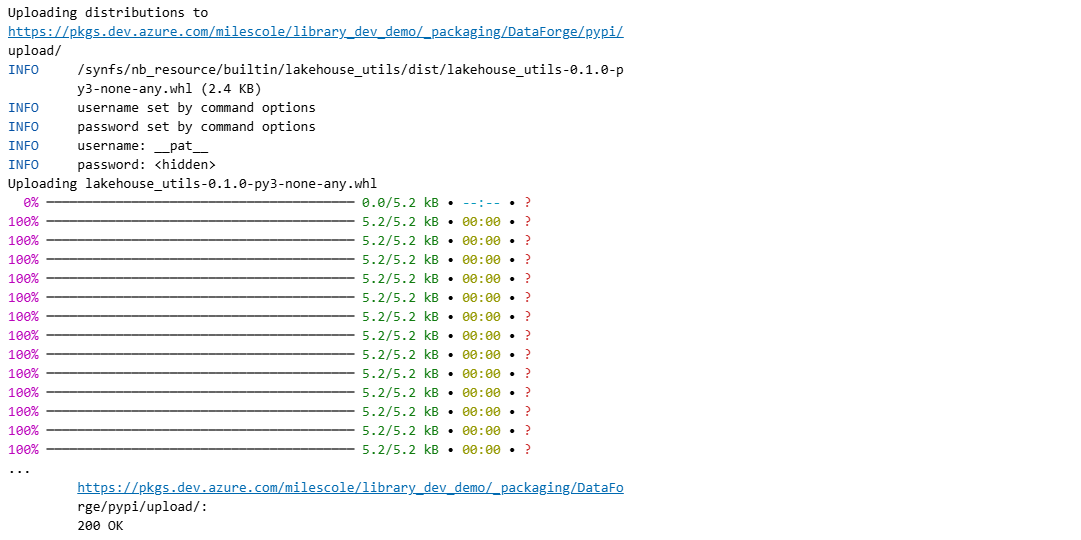 Uploading distributions to
https://pkgs.dev.azure.com/milescole/library_dev_demo/_packaging/DataForge/pypi/
upload/
INFO     /synfs/nb_resource/builtin/lakehouse_utils/dist/lakehouse_utils-0.1.0-p
         y3-none-any.whl (2.4 KB)
INFO     username set by command options
INFO     password set by command options
INFO     username: __pat__
INFO     password: <hidden>
Uploading lakehouse_utils-0.1.0-py3-none-any.whl
  0% ━━━━━━━━━━━━━━━━━━━━━━━━━━━━━━━━━━━━━━━━ 0.0/5.2 kB • --:-- • ?
100% ━━━━━━━━━━━━━━━━━━━━━━━━━━━━━━━━━━━━━━━━ 5.2/5.2 kB • 00:00 • ?
100% ━━━━━━━━━━━━━━━━━━━━━━━━━━━━━━━━━━━━━━━━ 5.2/5.2 kB • 00:00 • ?
100% ━━━━━━━━━━━━━━━━━━━━━━━━━━━━━━━━━━━━━━━━ 5.2/5.2 kB • 00:00 • ?
100% ━━━━━━━━━━━━━━━━━━━━━━━━━━━━━━━━━━━━━━━━ 5.2/5.2 kB • 00:00 • ?
100% ━━━━━━━━━━━━━━━━━━━━━━━━━━━━━━━━━━━━━━━━ 5.2/5.2 kB • 00:00 • ?
100% ━━━━━━━━━━━━━━━━━━━━━━━━━━━━━━━━━━━━━━━━ 5.2/5.2 kB • 00:00 • ?
100% ━━━━━━━━━━━━━━━━━━━━━━━━━━━━━━━━━━━━━━━━ 5.2/5.2 kB • 00:00 • ?
100% ━━━━━━━━━━━━━━━━━━━━━━━━━━━━━━━━━━━━━━━━ 5.2/5.2 kB • 00:00 • ?
100% ━━━━━━━━━━━━━━━━━━━━━━━━━━━━━━━━━━━━━━━━ 5.2/5.2 kB • 00:00 • ?
100% ━━━━━━━━━━━━━━━━━━━━━━━━━━━━━━━━━━━━━━━━ 5.2/5.2 kB • 00:00 • ?
100% ━━━━━━━━━━━━━━━━━━━━━━━━━━━━━━━━━━━━━━━━ 5.2/5.2 kB • 00:00 • ?
100% ━━━━━━━━━━━━━━━━━━━━━━━━━━━━━━━━━━━━━━━━ 5.2/5.2 kB • 00:00 • ?
100% ━━━━━━━━━━━━━━━━━━━━━━━━━━━━━━━━━━━━━━━━ 5.2/5.2 kB • 00:00 • ?
...
         https://pkgs.dev.azure.com/milescole/library_dev_demo/_packaging/DataFo
         rge/pypi/upload/:
         200 OK